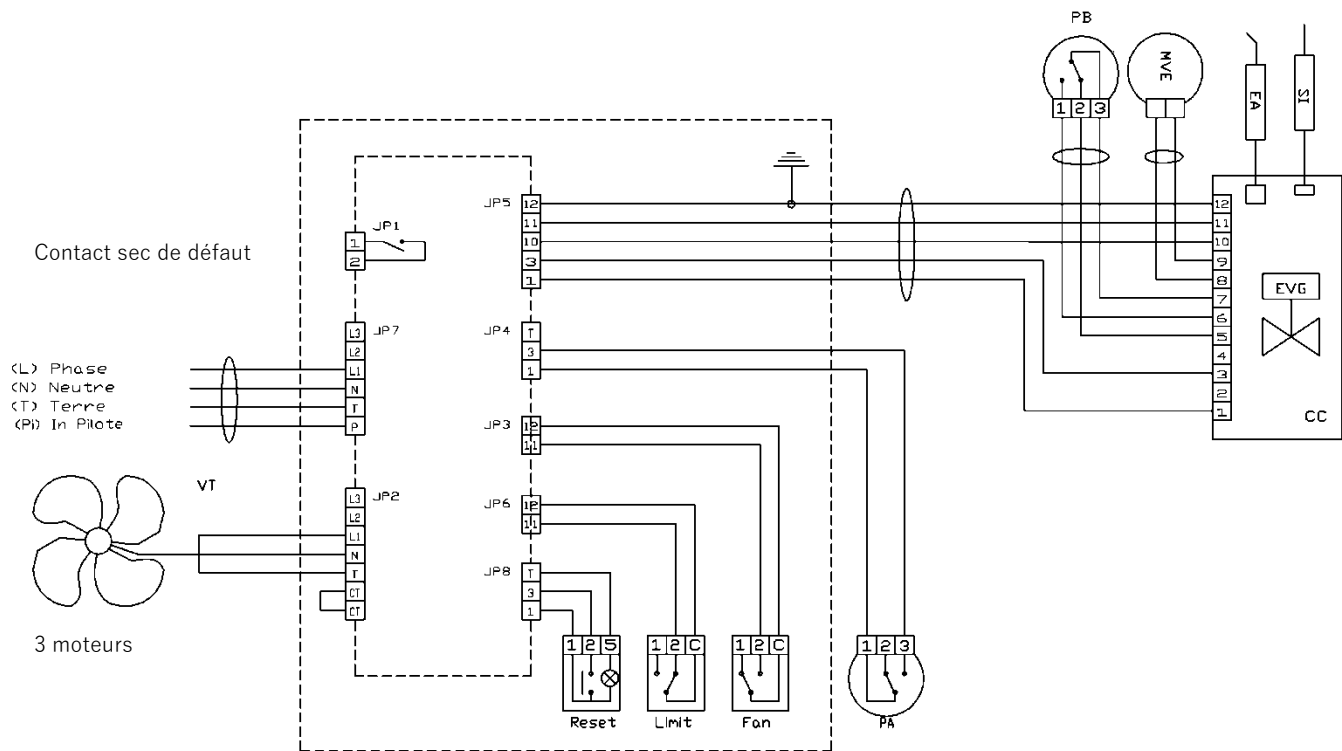 PB
MVE
EA
SI
1 2 3
JP5
12
11
10
3
1
JP1
1
2
Contact sec de défaut
12
11
10
9
8
7
6
5
4
3
2
1
EVG
CC
JP7
L3
L2
L1
N
T
P
JP4
T
3
1
(L) Phase
(N) Neutre
(T) Terre
(Pi) In Pilote
JP3
12
11
VT
JP2
L3
L2
L1
N
T
CT
CT
JP6
12
11
JP8
T
3
1
3 moteurs
1 2 5
1 2 C
1 2 C
1 2 3
Reset
Limit
Fan
PA